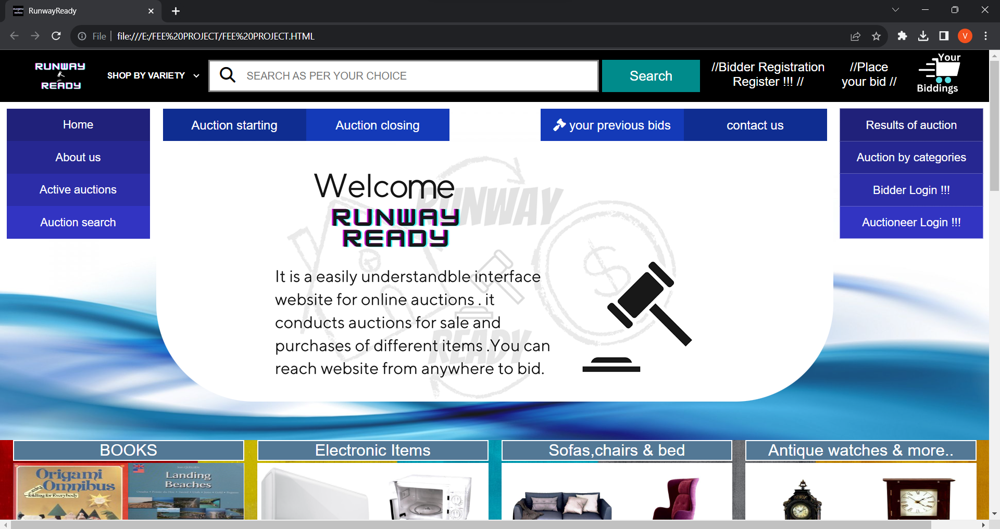 RunwayReady
File
file:///E:/FEE%20PROJECT/FEE%20PROJECT.HTML
V
RUNWAY
READY
SHOP BY VARIETY
SEARCH AS PER YOUR CHOICE
Search
//Bidder Registration
Register !!! //
//Place
your bid //
Your
Biddings
Home
About us
Active auctions
Auction search
Auction starting
Auction closing
your previous bids
contact us
Results of auction
Auction by categories
Bidder Login !!!
Auctioneer Login !!!
RUNWAY
READY
Welcome
RUNWAY
READY
It is a easily understandble interface
website for online auctions . it
conducts auctions for sale and
purchases of different items .You can
reach website from anywhere to bid.
BOOKS
Electronic Items
Sofas,chairs & bed
Antique watches & more..
Origami
Omnibus
folding for Everybody
Landing
Beaches